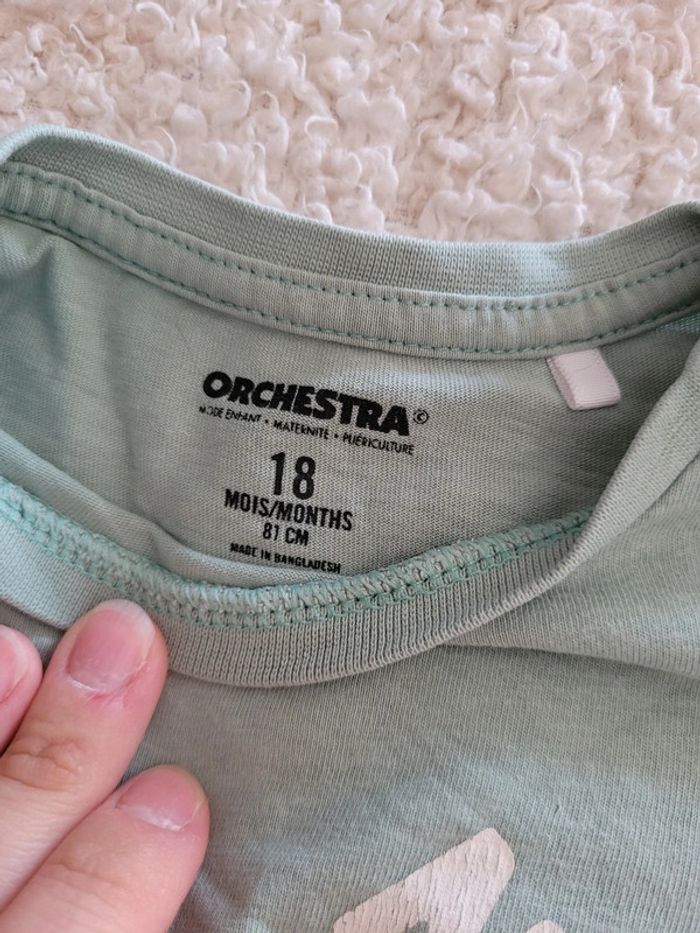 ORCHESTRA©
MODE ENFANT • MATERNITÉ • PUÉRICULTURE
18
MOIS/MONTHS
81 CM
MADE IN BANGLADESH